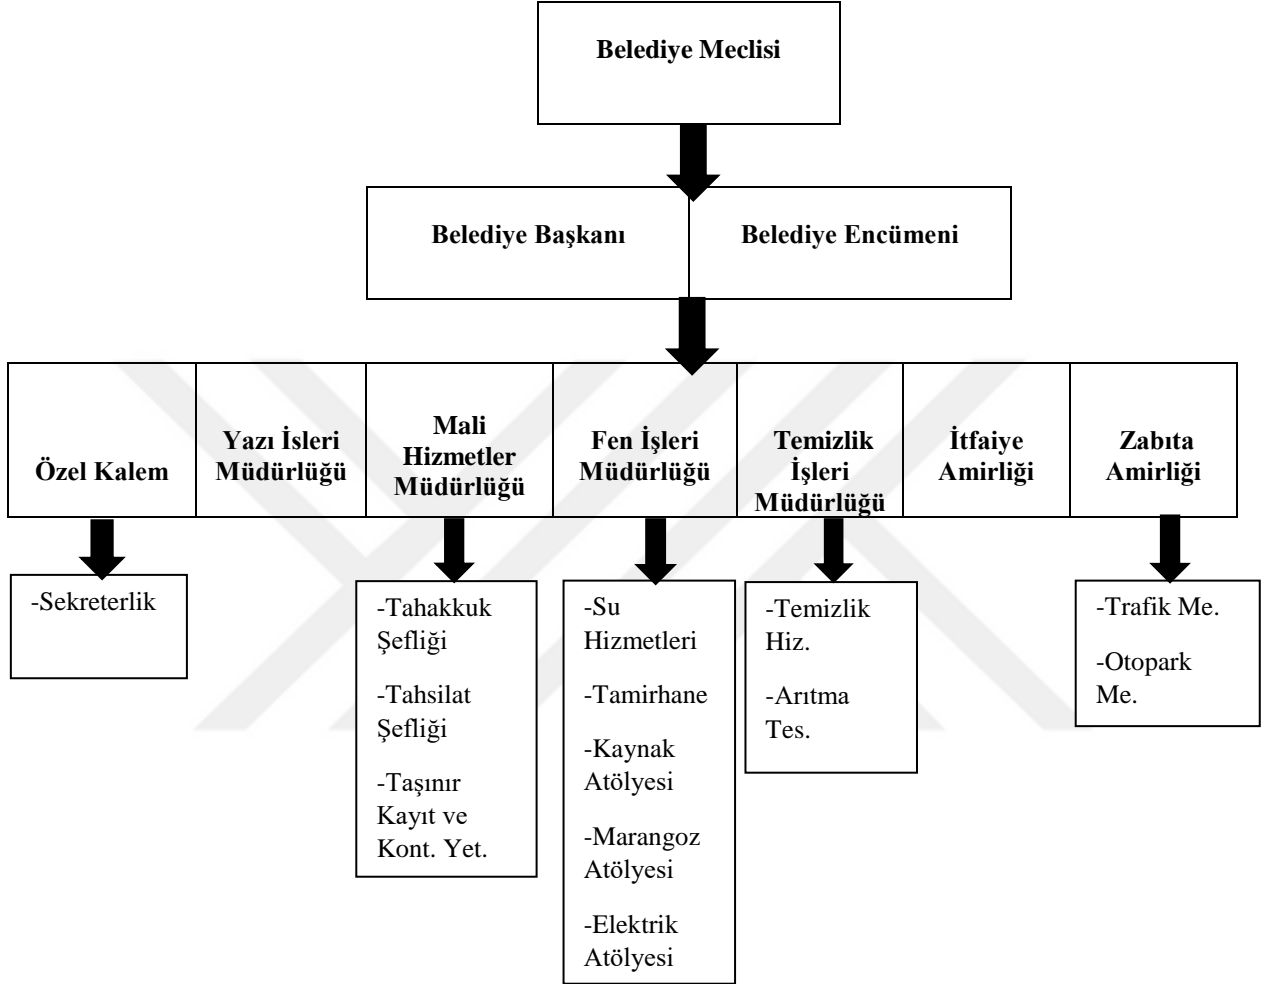 Belediye Meclisi
Belediye Başkanı
Belediye Encümeni
Özel Kalem
Yazı İsleri
Müdürlüğü
Mali
Hizmetler
Müdürlüğü
Fen İşleri
Müdürlüğü
Temizlik
İşleri
Müdürlüğü
İtfaiye
Amirliği
Zabıta
Amirliği
-Sekreterlik
-Tahakkuk
Şefliği
-Tahsilat
Şefliği
-Taşınır
Kayıt ve
Kont. Yet.
-Su
Hizmetleri
-Tamirhane
-Kaynak
Atölyesi
-Marangoz
Atölyesi
-Elektrik
Atölyesi
-Temizlik
Hiz.
-Arıtma
Tes.
-Trafik Me.
-Otopark
Me.